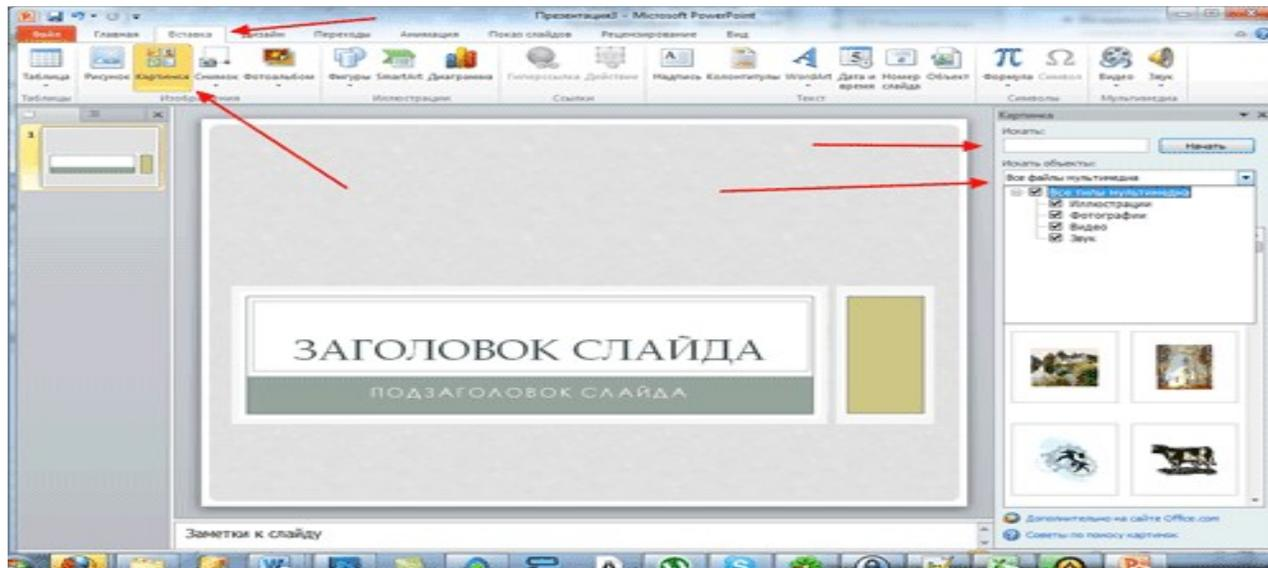 Презентация3 - Microsoft PowerPoint
Файл Главная Вставка Дизайн Переходы Анимация Показ слайдов Рецензирование Вид
Таблица Рисунок Картинка Снимок Фотоальбом Фигуры SmartArt Диаграмма Гиперссылка Действие Надпись Колонтитулы WordArt Дата и время Номер слайда Объект Формула Символ Видео Звук
Таблицы Изображения Иллюстрации Ссылки Текст Символы Мультимедиа
Картинка
Искать:
Начать
Искать объекты:
Все файлы мультимедиа
Все типы мультимедиа
Иллюстрации
Фотографии
Видео
Звук
1
ЗАГОЛОВОК СЛАЙДА
ПОДЗАГОЛОВОК СЛАЙДА
Дополнительно на сайте Office.com
Советы по поиску картинок
Заметки к слайду